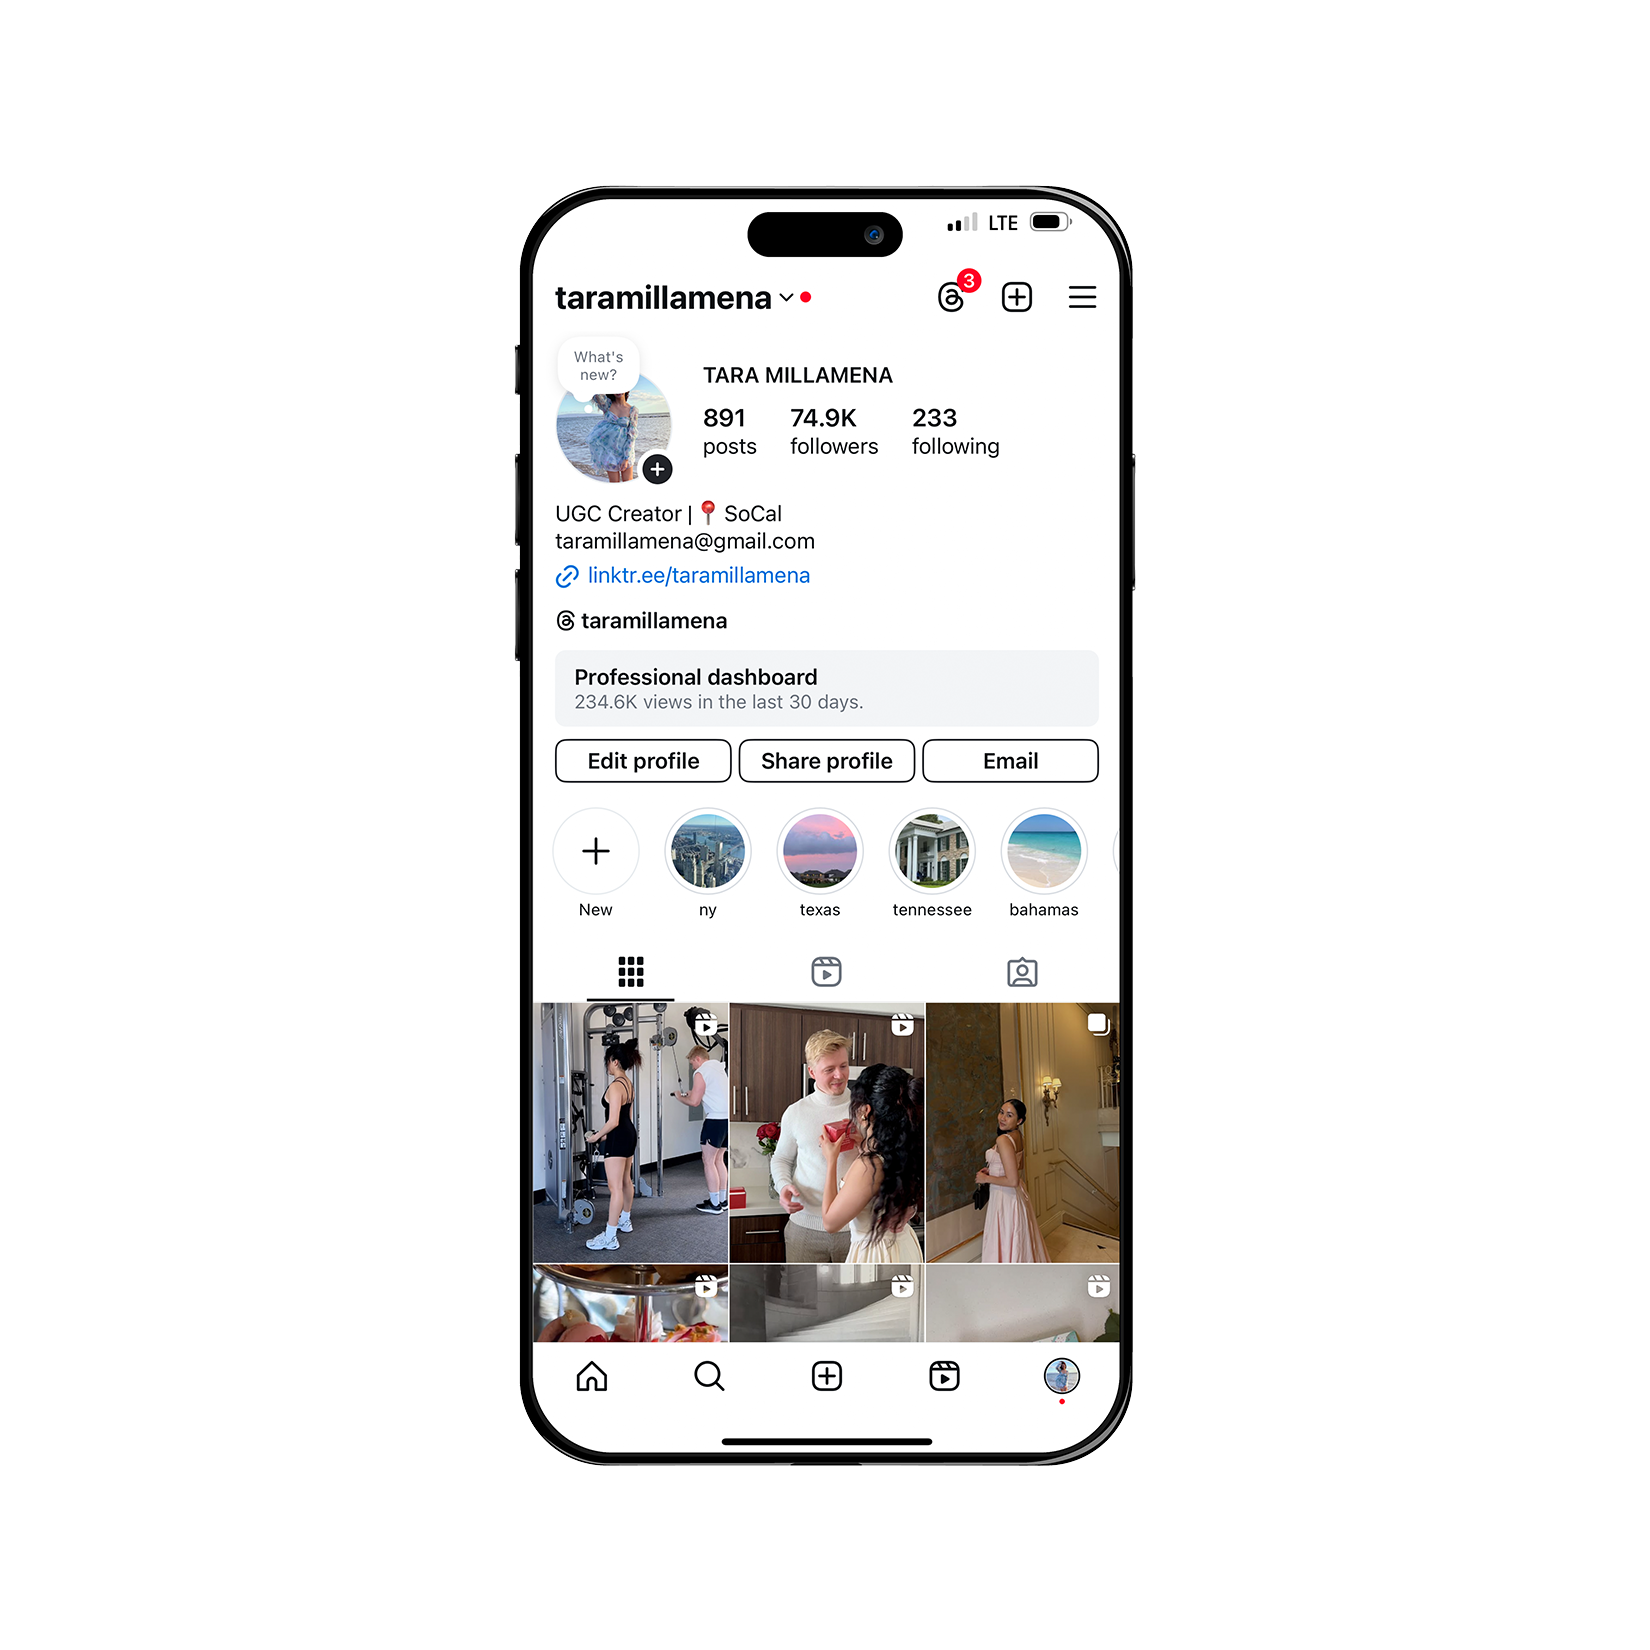 LTE
taramillamena
3
What's
new?
TARA MILLAMENA
891 74.9K 233
posts followers following
UGC Creator | 📍 SoCal
taramillamena@gmail.com
linktr.ee/taramillamena
taramillamena
Professional dashboard
234.6K views in the last 30 days.
Edit profile Share profile Email
New ny texas tennessee bahamas